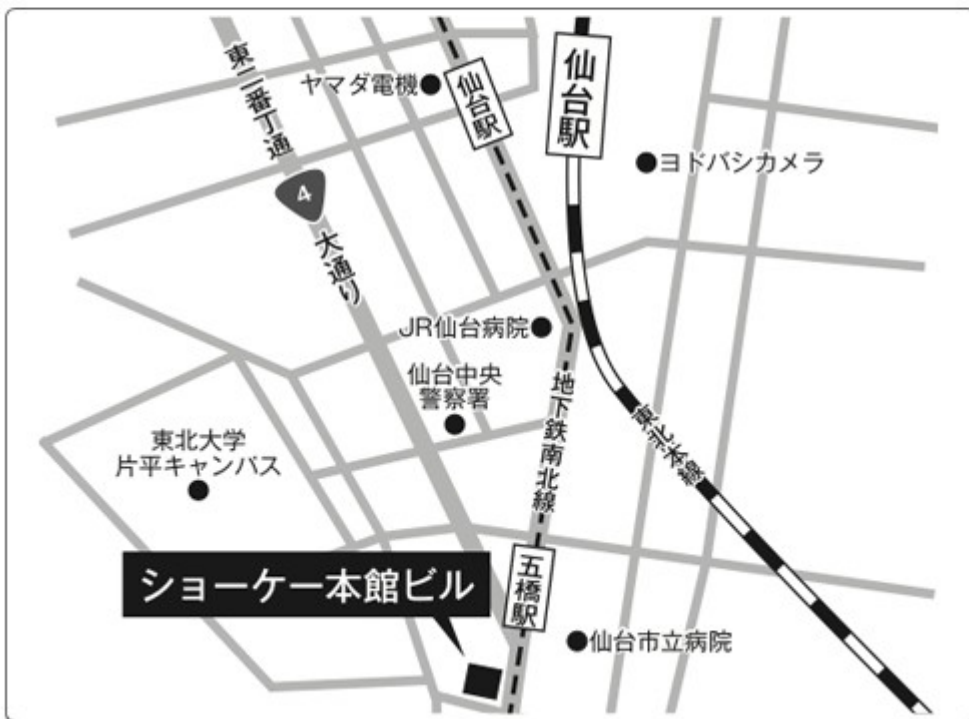 仙台駅
仙台駅
ヤマダ電機
東二番丁通
4
大通り
ヨドバシカメラ
JR仙台病院
仙台中央
警察署
地下鉄南北線
東北本線
東北大学
片平キャンパス
ショーケー本館ビル
五橋駅
仙台市立病院